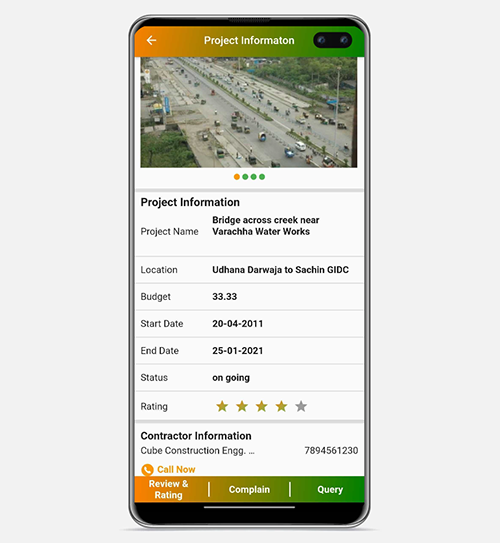 Project Informaton
Project Information
Project Name
Bridge across creek near
Varachha Water Works
Location Udhana Darwaja to Sachin GIDC
Budget 33.33
Start Date 20-04-2011
End Date 25-01-2021
Status on going
Rating
Contractor Information
Cube Construction Engg. ... 7894561230
Call Now
Review &
Rating
Complain
Query